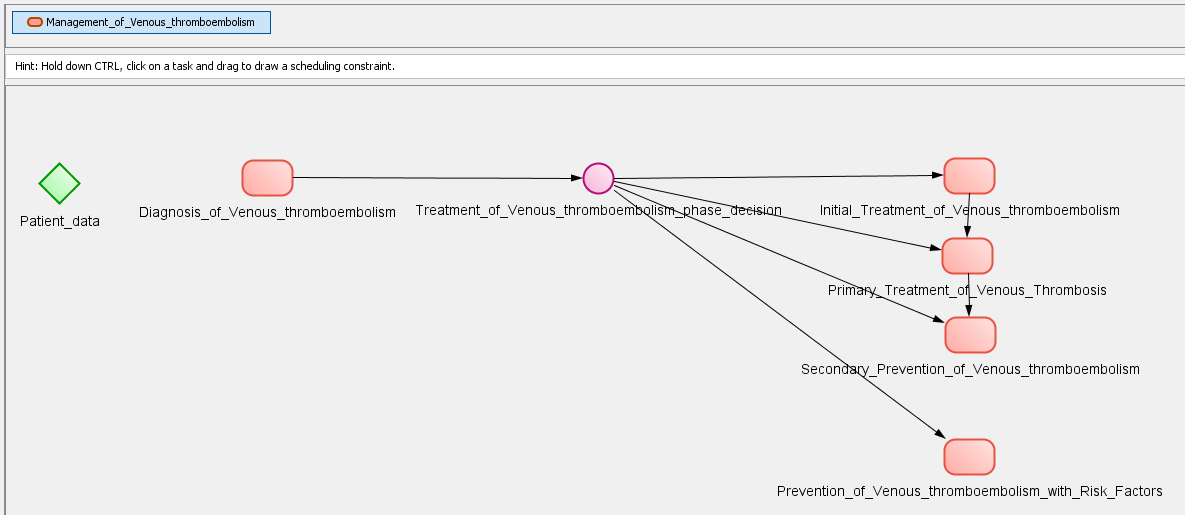 Management_of_Venous_thromboembolism
Hint: Hold down CTRL, click on a task and drag to draw a scheduling constraint.
Patient_data
Diagnosis_of_Venous_thromboembolism
Treatment_of_Venous_thromboembolism_phase_decision
Initial_Treatment_of_Venous_thromboembolism
Primary_Treatment_of_Venous_Thrombosis
Secondary_Prevention_of_Venous_thromboembolism
Prevention_of_Venous_thromboembolism_with_Risk_Factors